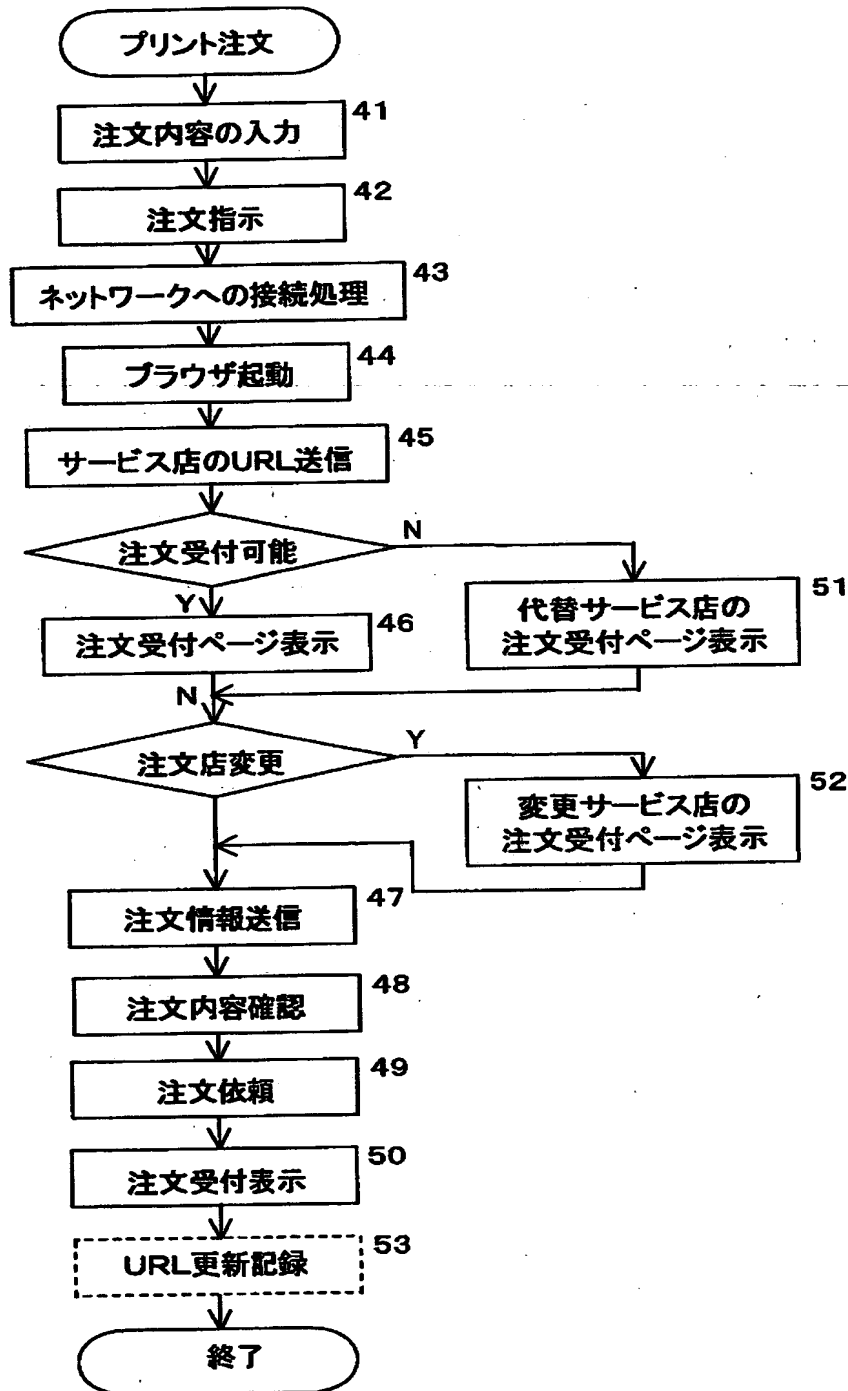 プリント注文
41
注文内容の入力
42
注文指示
43
ネットワークへの接続処理
44
ブラウザ起動
45
サービス店のURL送信
注文受付可能
N
Y
46
注文受付ページ表示
51
代替サービス店の
注文受付ページ表示
N
注文店変更
Y
52
変更サービス店の
注文受付ページ表示
47
注文情報送信
48
注文内容確認
49
注文依頼
50
注文受付表示
53
URL更新記録
終了